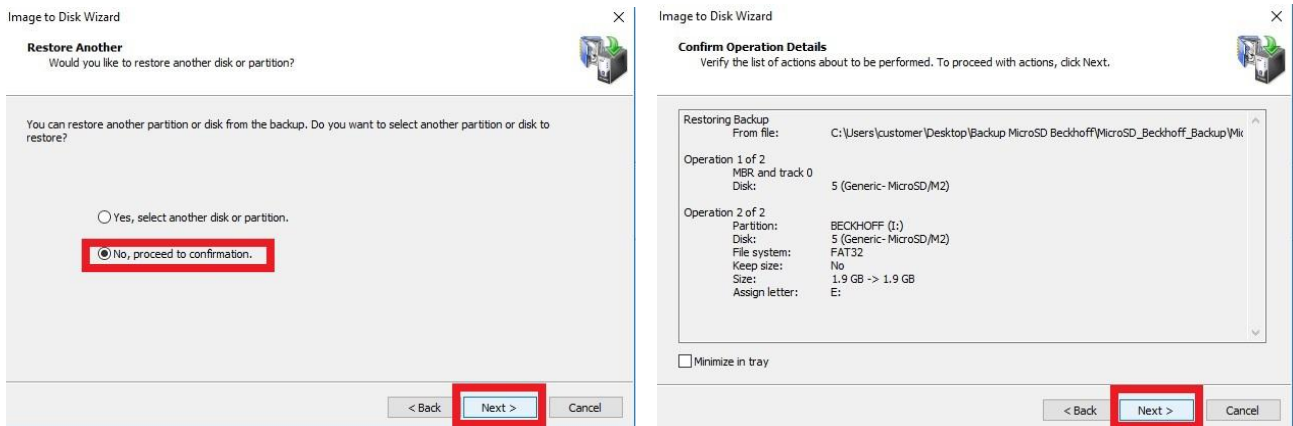 Image to Disk Wizard
Restore Another
Would you like to restore another disk or partition?
You can restore another partition or disk from the backup. Do you want to select another partition or disk to
restore?
Yes, select another disk or partition.
No, proceed to confirmation.
< Back Next > Cancel
Image to Disk Wizard
Confirm Operation Details
Verify the list of actions about to be performed. To proceed with actions, click Next.
Restoring Backup
From file: C:\Users\customer\Desktop\Backup MicroSD Beckhoff\MicroSD_Beckhoff_Backup\Mic
Operation 1 of 2
MBR and track 0
Disk: 5 (Generic- MicroSD/M2)
Operation 2 of 2
Partition: BECKHOFF (I:)
Disk: 5 (Generic- MicroSD/M2)
File system: FAT32
Keep size: No
Size: 1.9 GB -> 1.9 GB
Assign letter: E:
Minimize in tray
< Back Next > Cancel